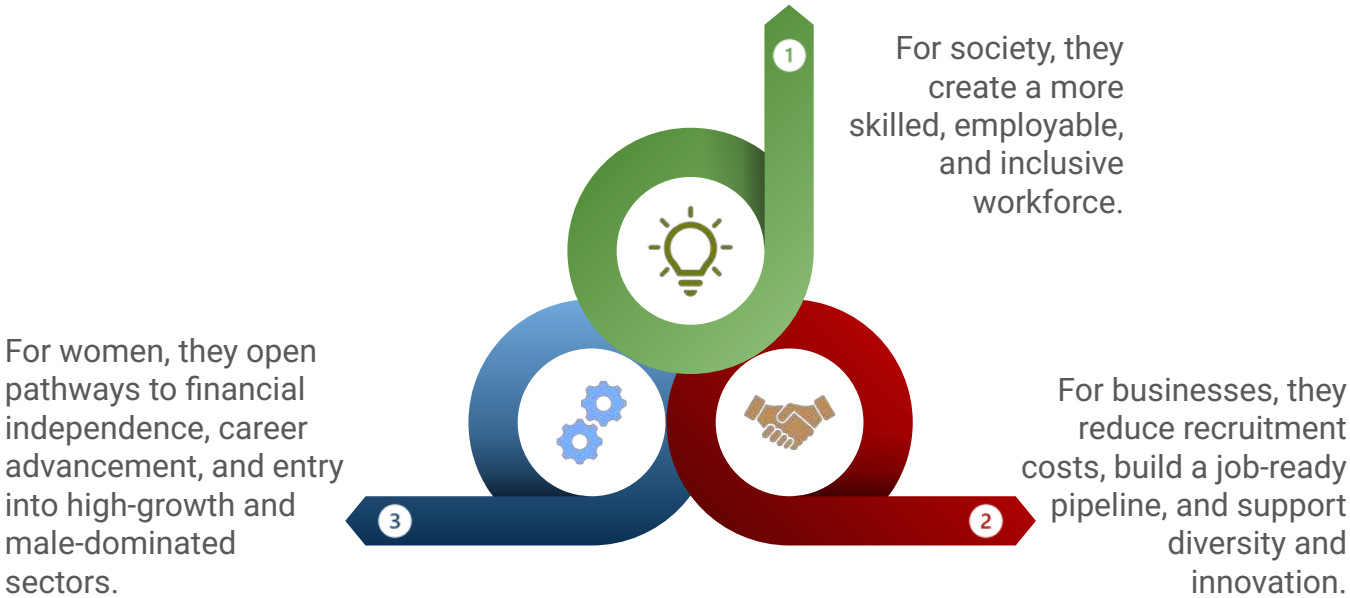 1
For society, they
create a more
skilled, employable,
and inclusive
workforce.
For women, they open
pathways to financial
independence, career
advancement, and entry
into high-growth and
male-dominated
sectors.
3
2
For businesses, they
reduce recruitment
costs, build a job-ready
pipeline, and support
diversity and
innovation.